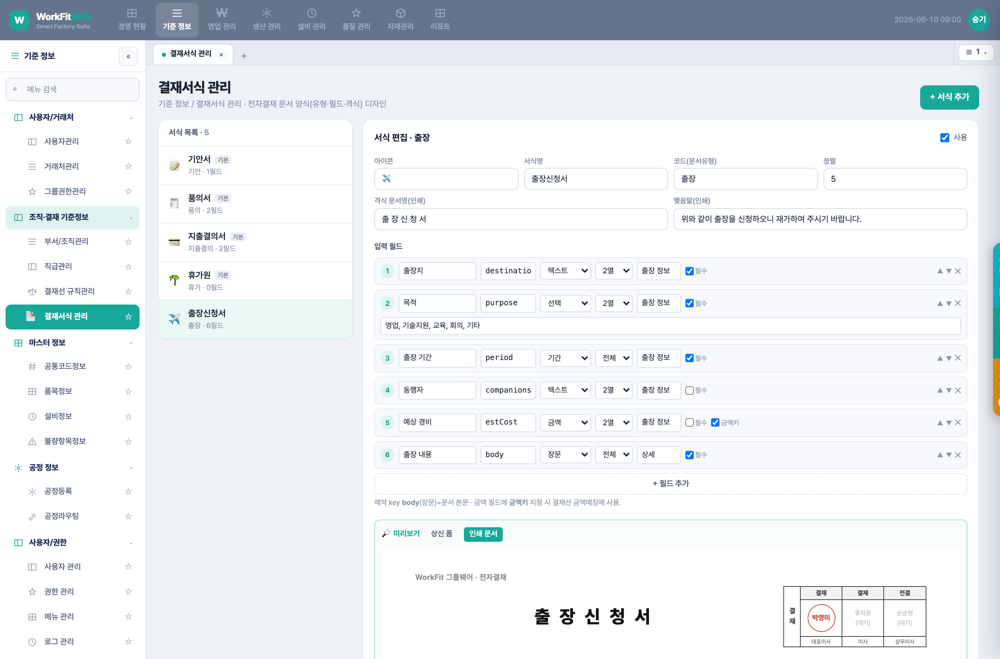 W WorkFitMES
Smart Factory Suite
경영 현황
기준 정보
영업 관리
생산 관리
설비 관리
품질 관리
자재관리
리포트
2026-06-10 09:00 승기
기준 정보 «
메뉴 검색
사용자/거래처
사용자관리
거래처관리
그룹권한관리
조직·결재 기준정보
부서/조직관리
직급관리
결재선 규칙관리
결재서식 관리
마스터 정보
공통코드정보
품목정보
설비정보
불량항목정보
공정 정보
공정등록
공정라우팅
사용자/권한
사용자 관리
권한 관리
메뉴 관리
로그 관리
결재서식 관리 × +
1
결재서식 관리
기준 정보 / 결재서식 관리 · 전자결재 문서 양식(유형·필드·격식) 디자인
+ 서식 추가
서식 목록 · 5
기안서 기본
기안 · 1필드
품의서 기본
품의 · 2필드
지출결의서 기본
지출결의 · 2필드
휴가원 기본
휴가 · 0필드
출장신청서
출장 · 6필드
서식 편집 · 출장 사용
아이콘 서식명 코드(문서유형) 정렬
출장신청서 출장 5
격식 문서명(인쇄) 맺음말(인쇄)
출 장 신 청 서 위와 같이 출장을 신청하오니 재가하여 주시기 바랍니다.
입력 필드
1 출장지 destinatio 텍스트 2열 출장 정보 필수
2 목적 purpose 선택 2열 출장 정보 필수
영업, 기술지원, 교육, 회의, 기타
3 출장 기간 period 기간 전체 출장 정보 필수
4 동행자 companions 텍스트 2열 출장 정보 필수
5 예상 경비 estCost 금액 2열 출장 정보 필수 금액키
6 출장 내용 body 장문 전체 상세 필수
+ 필드 추가
예약 key body(장문)=문서 본문 · 금액 필드에 금액키 지정 시 결재선 금액매칭에 사용.
미리보기 상신 폼 인쇄 문서
WorkFit 그룹웨어 · 전자결재
출 장 신 청 서
결재
결재 결재 전결
박영미 류지광 (대기) 손승원 (대기)
대표이사 이사 상무이사